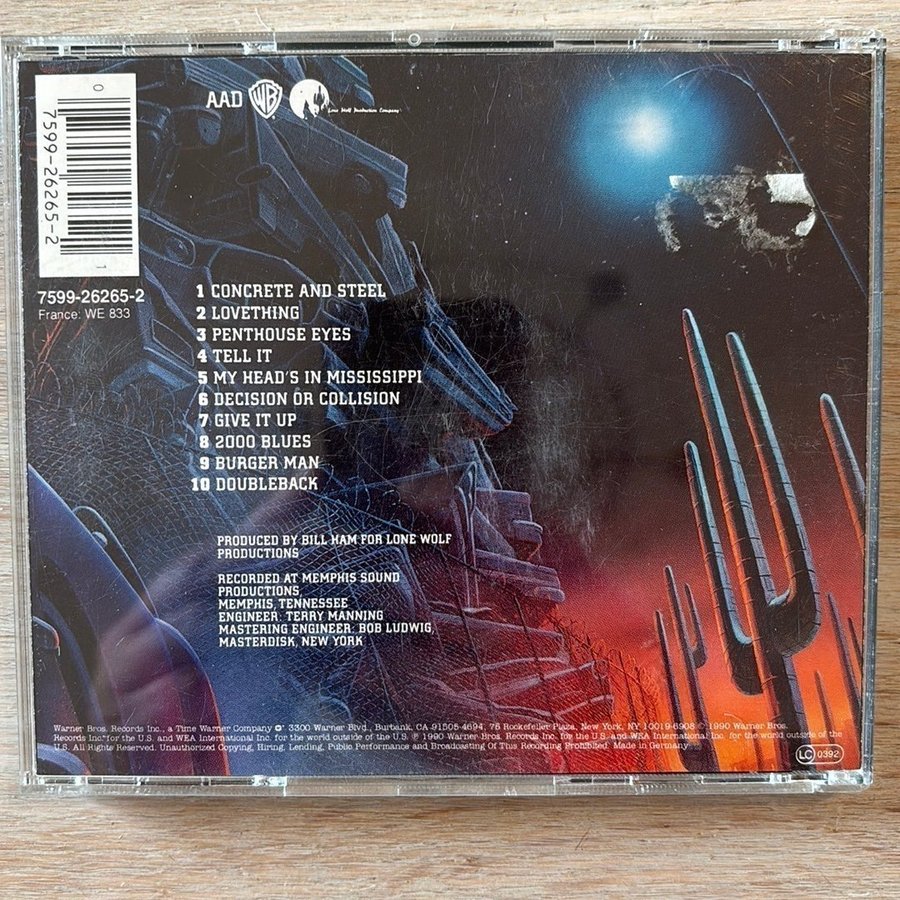 0
7599-26265-2
1
AAD WB
Lone Wolf Production Company
7599-26265-2
France: WE 833
1 CONCRETE AND STEEL
2 LOVETHING
3 PENTHOUSE EYES
4 TELL IT
5 MY HEAD'S IN MISSISSIPPI
6 DECISION OR COLLISION
7 GIVE IT UP
8 2000 BLUES
9 BURGER MAN
10 DOUBLEBACK
PRODUCED BY BILL HAM FOR LONE WOLF
PRODUCTIONS
RECORDED AT MEMPHIS SOUND
PRODUCTIONS
MEMPHIS, TENNESSEE
ENGINEER: TERRY MANNING
MASTERING ENGINEER: BOB LUDWIG,
MASTERDISK, NEW YORK
Warner Bros. Records Inc., a Time Warner Company 3300 Warner Blvd., Burbank, CA 91505-4694, 75 Rockefeller Plaza, New York, NY 10019-6908 © 1990 Warner Bros.
Records Inc. for the U.S. and WEA International Inc. for the world outside of the U.S. ℗ 1990 Warner Bros. Records Inc. for the U.S. and WEA International Inc. for the world outside of the
U.S. All Rights Reserved. Unauthorized Copying, Hiring, Lending, Public Performance and Broadcasting Of This Recording Prohibited. Made in Germany
LC 0392